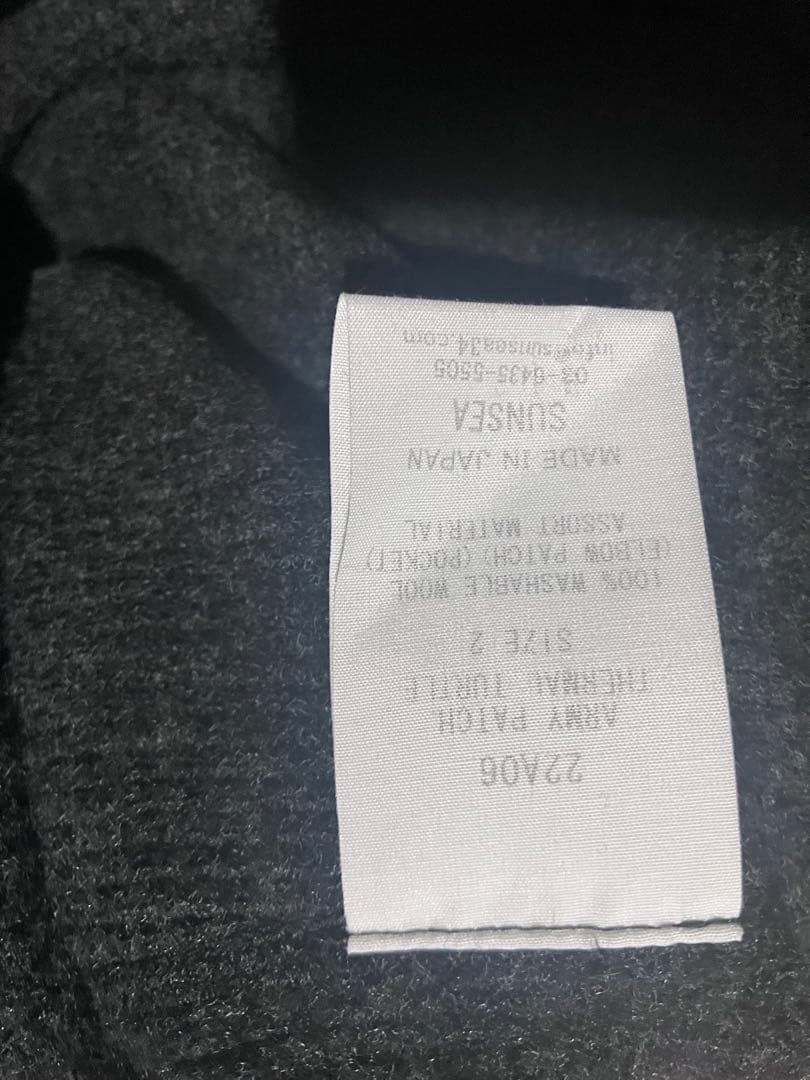 22A06
ARMY PATCH
THERMAL TURTLE
SIZE 2
100% WASHABLE WOOL
(ELBOW PATCH)(POCKET)
ASSORT MATERIAL
MADE IN JAPAN
SUNSEA
03-6435-5505
info@sunsea34.com